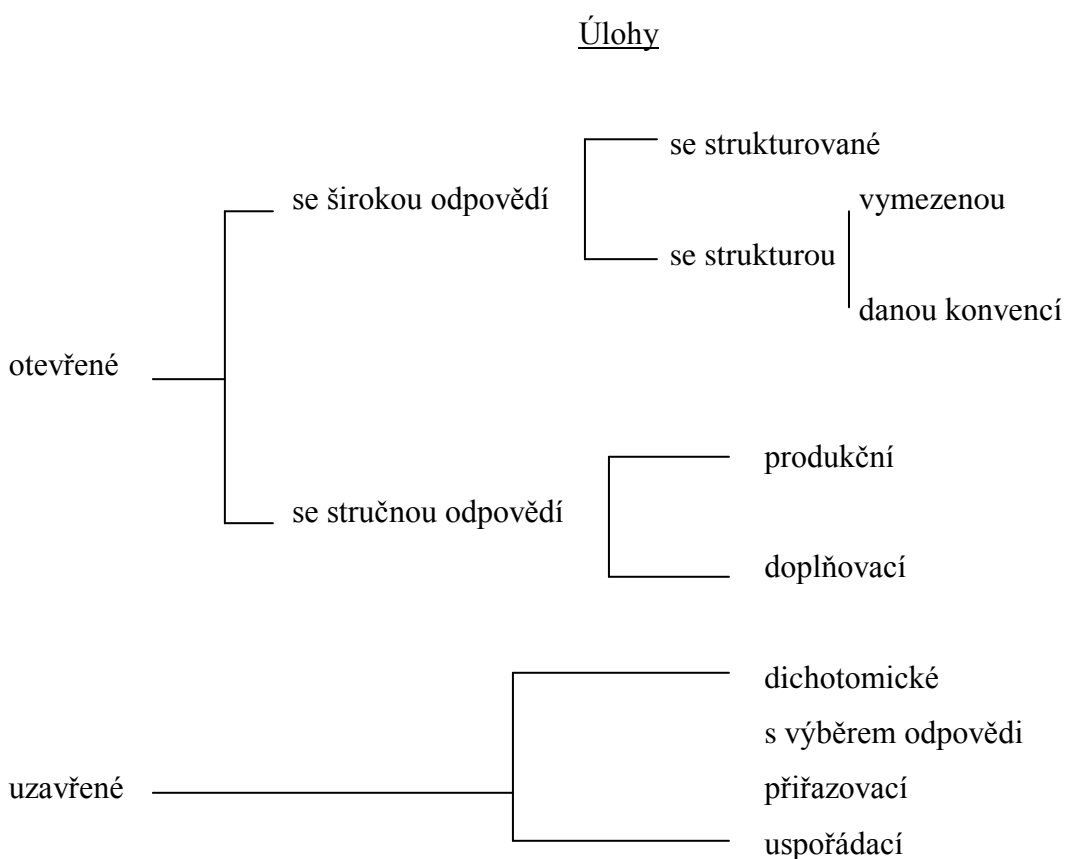 Úlohy
se strukturované
se širokou odpovědí
vymezenou
se strukturou
danou konvencí
otevřené
produkční
se stručnou odpovědí
doplňovací
dichotomické
s výběrem odpovědi
uzavřené
přiřazovací
uspořádací